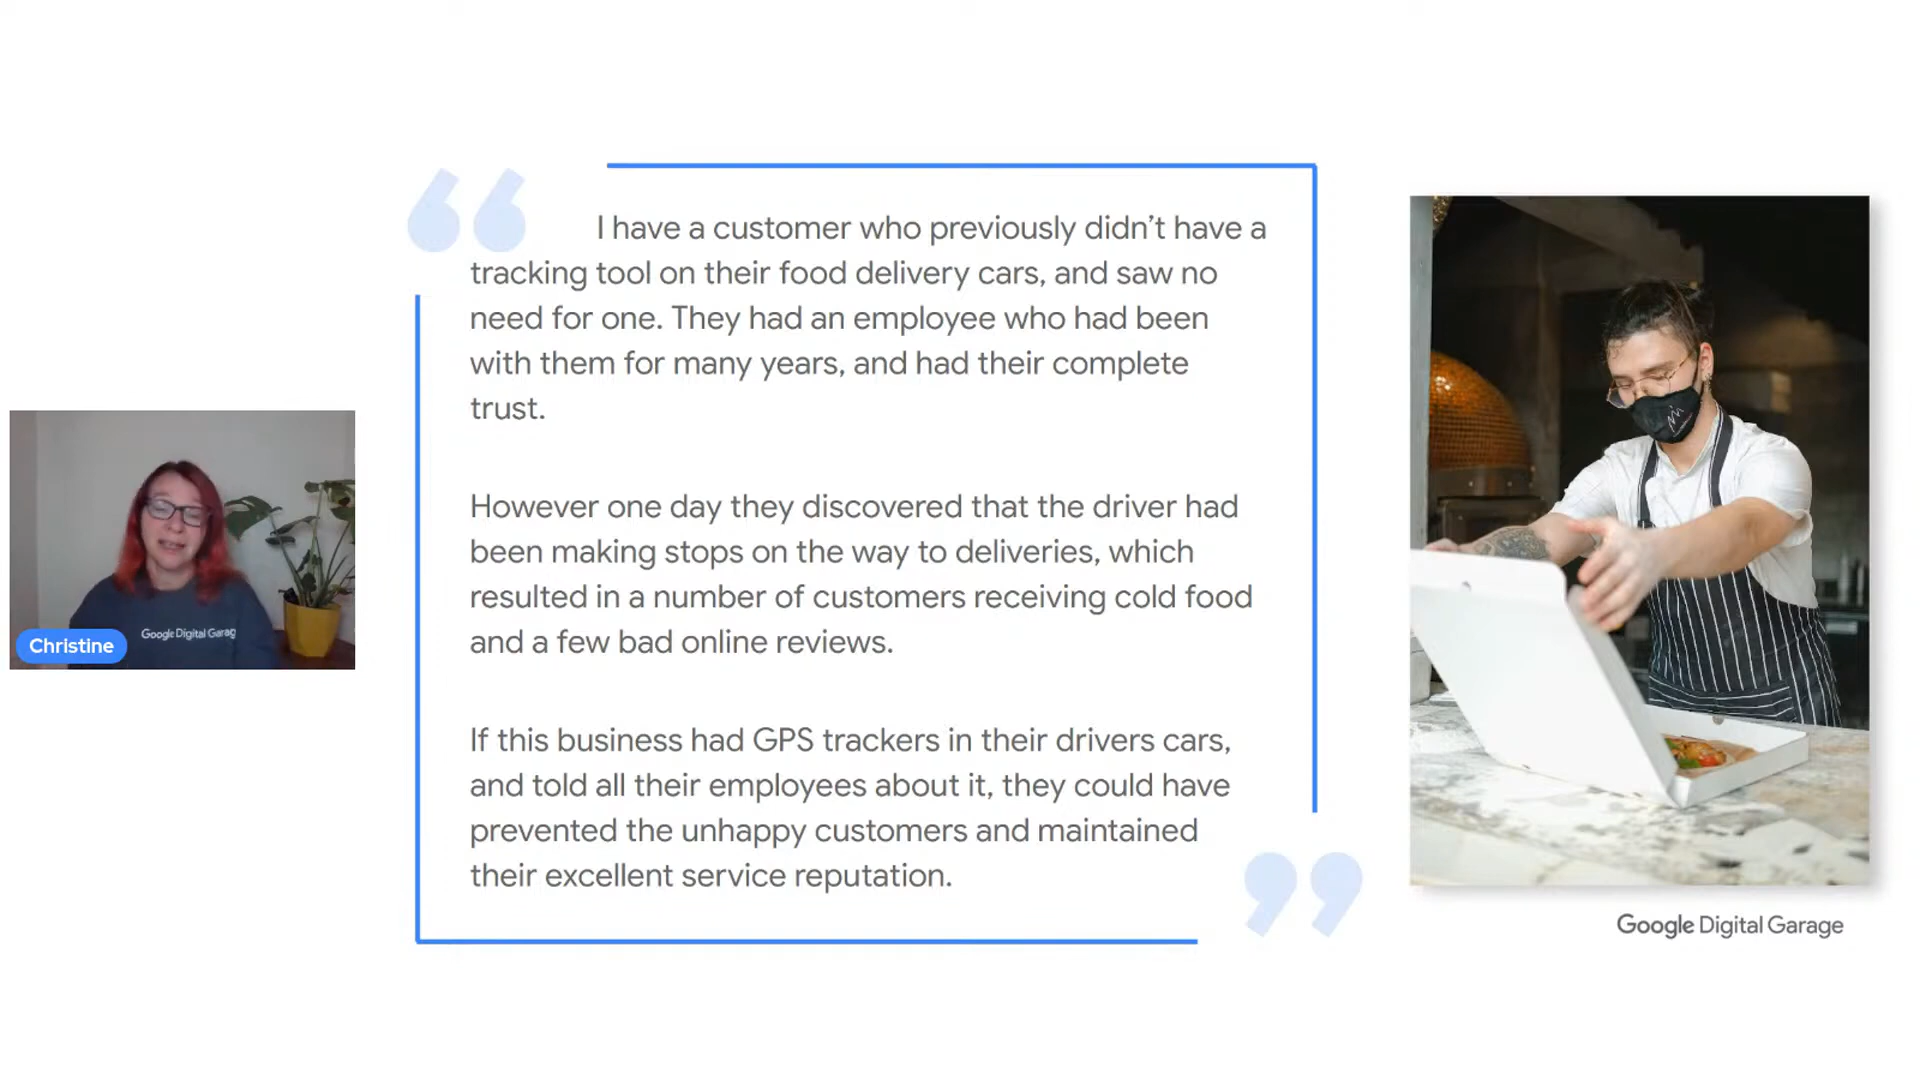 I have a customer who previously didn’t have a
tracking tool on their food delivery cars, and saw no
need for one. They had an employee who had been
with them for many years, and had their complete
trust.
However one day they discovered that the driver had
been making stops on the way to deliveries, which
resulted in a number of customers receiving cold food
and a few bad online reviews.
If this business had GPS trackers in their drivers cars,
and told all their employees about it, they could have
prevented the unhappy customers and maintained
their excellent service reputation.
Google Digital Garag
Christine
Google Digital Garage